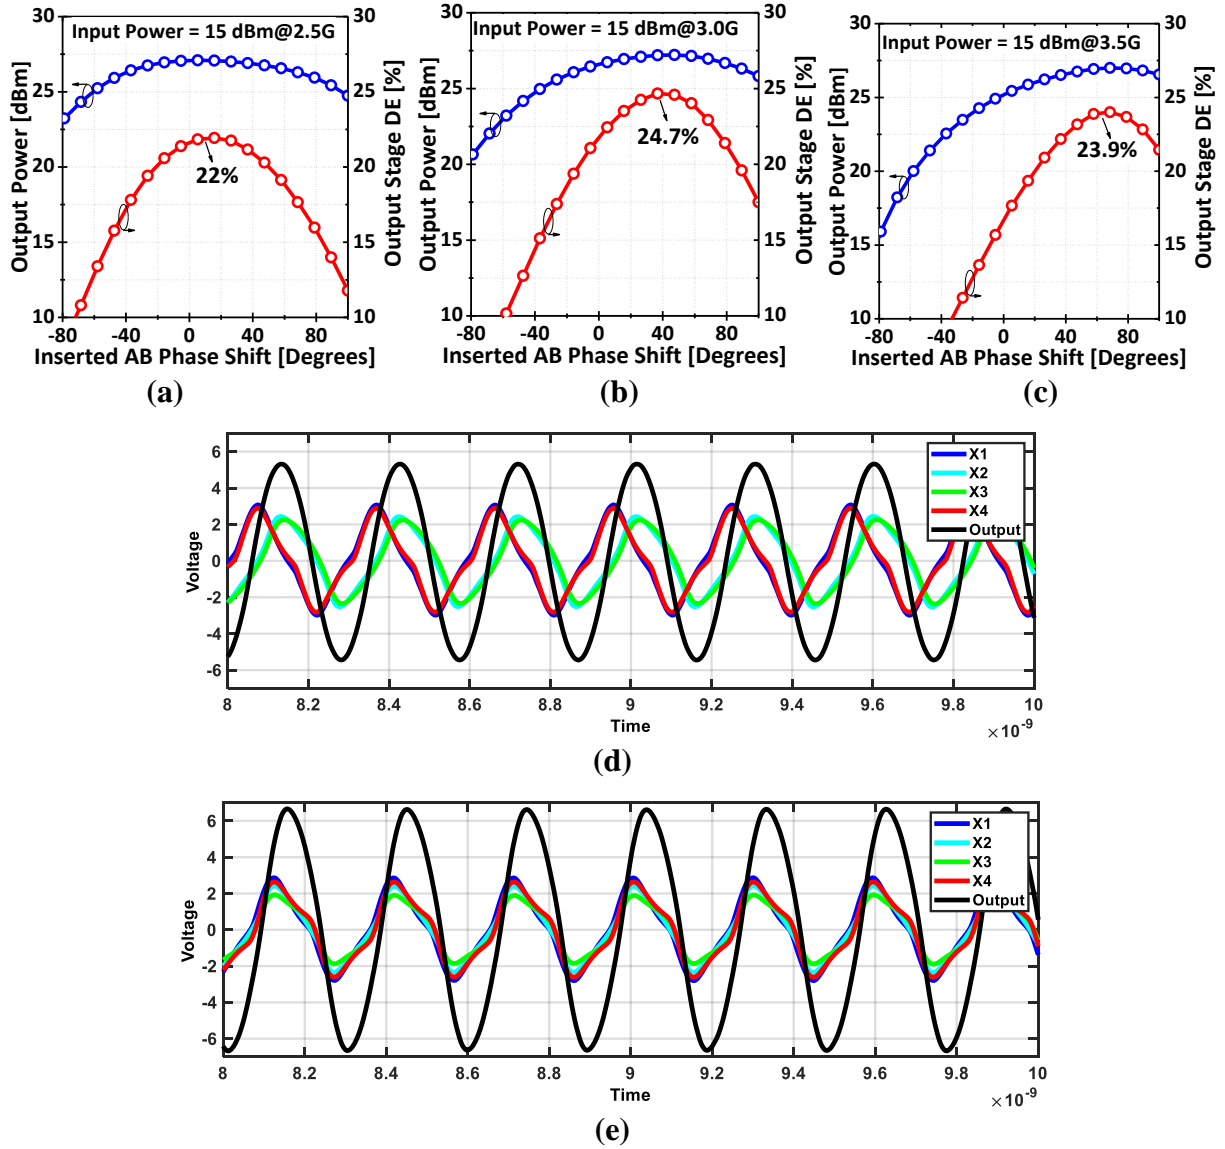 Input Power = 15 dBm@2.5G
Output Power [dBm]
30
25
20
15
10
30
25
20
15
10
Output Stage DE [%]
22%
-80
-40
0
40
80
Inserted AB Phase Shift [Degrees]
(a)
Input Power = 15 dBm@3.0G
Output Power [dBm]
30
25
20
15
10
30
25
20
15
10
Output Stage DE [%]
24.7%
-80
-40
0
40
80
Inserted AB Phase Shift [Degrees]
(b)
Input Power = 15 dBm@3.5G
Output Power [dBm]
30
25
20
15
10
30
25
20
15
10
Output Stage DE [%]
23.9%
-80
-40
0
40
80
Inserted AB Phase Shift [Degrees]
(c)
Voltage
6
4
2
0
-2
-4
-6
X1
X2
X3
X4
Output
8
8.2
8.4
8.6
8.8
9
9.2
9.4
9.6
9.8
10
Time
×10-9
(d)
Voltage
6
4
2
0
-2
-4
-6
X1
X2
X3
X4
Output
8
8.2
8.4
8.6
8.8
9
9.2
9.4
9.6
9.8
10
Time
×10-9
(e)